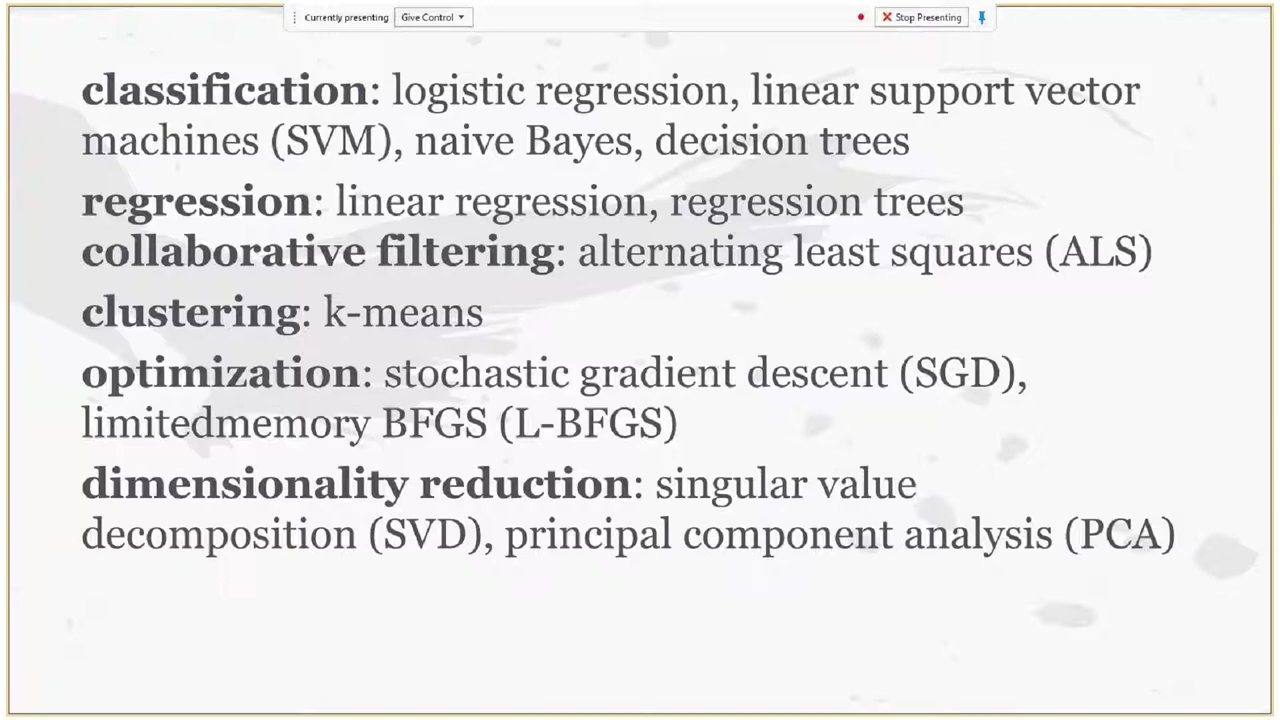 Currently presenting Give Control Stop Presenting
classification: logistic regression, linear support vector
machines (SVM), naive Bayes, decision trees
regression: linear regression, regression trees
collaborative filtering: alternating least squares (ALS)
clustering: k-means
optimization: stochastic gradient descent (SGD),
limitedmemory BFGS (L-BFGS)
dimensionality reduction: singular value
decomposition (SVD), principal component analysis (PCA)